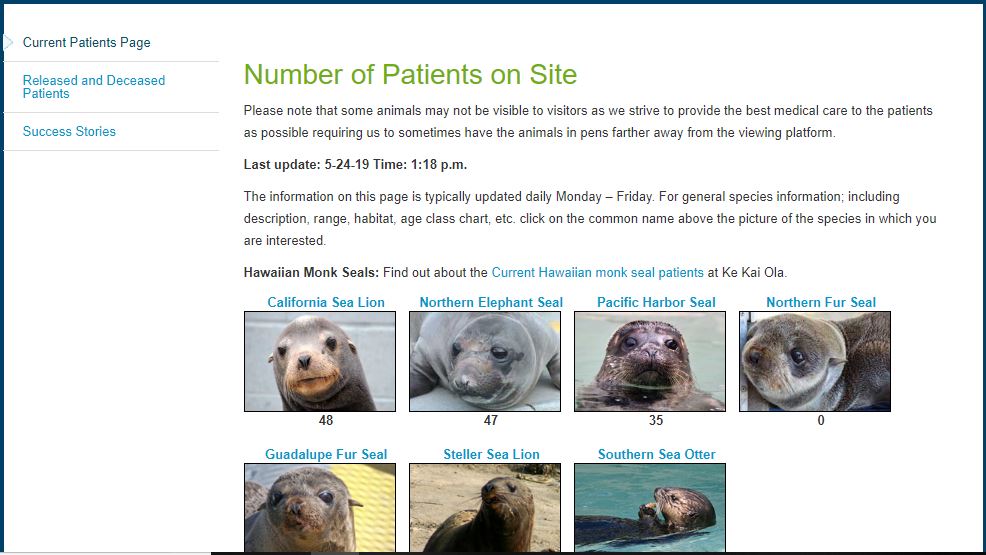 Current Patients Page
Released and Deceased
Patients
Success Stories
Number of Patients on Site
Please note that some animals may not be visible to visitors as we strive to provide the best medical care to the patients
as possible requiring us to sometimes have the animals in pens farther away from the viewing platform.
Last update: 5-24-19 Time: 1:18 p.m.
The information on this page is typically updated daily Monday – Friday. For general species information; including
description, range, habitat, age class chart, etc. click on the common name above the picture of the species in which you
are interested.
Hawaiian Monk Seals: Find out about the Current Hawaiian monk seal patients at Ke Kai Ola.
California Sea Lion Northern Elephant Seal Pacific Harbor Seal Northern Fur Seal
48 47 35 0
Guadalupe Fur Seal Steller Sea Lion Southern Sea Otter